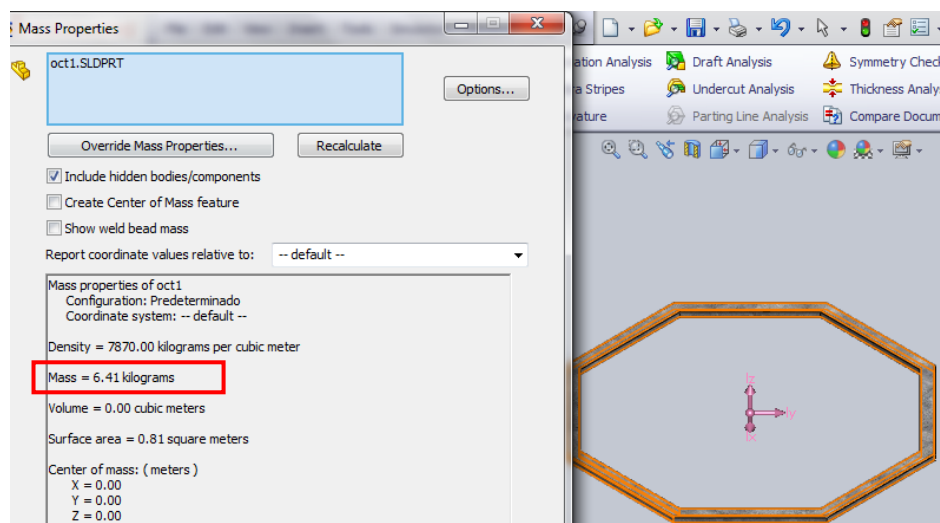 Mass Properties
oct1.SLDPRT
Options...
Override Mass Properties...
Recalculate
Include hidden bodies/components
Create Center of Mass feature
Show weld bead mass
Report coordinate values relative to:
-- default --
Mass properties of oct1
Configuration: Predeterminado
Coordinate system: -- default --
Density = 7870.00 kilograms per cubic meter
Mass = 6.41 kilograms
Volume = 0.00 cubic meters
Surface area = 0.81 square meters
Center of mass: ( meters )
X = 0.00
Y = 0.00
Z = 0.00
ation Analysis
Draft Analysis
Symmetry Check
a Stripes
Undercut Analysis
Thickness Analy
ature
Parting Line Analysis
Compare Docum
z
y
x